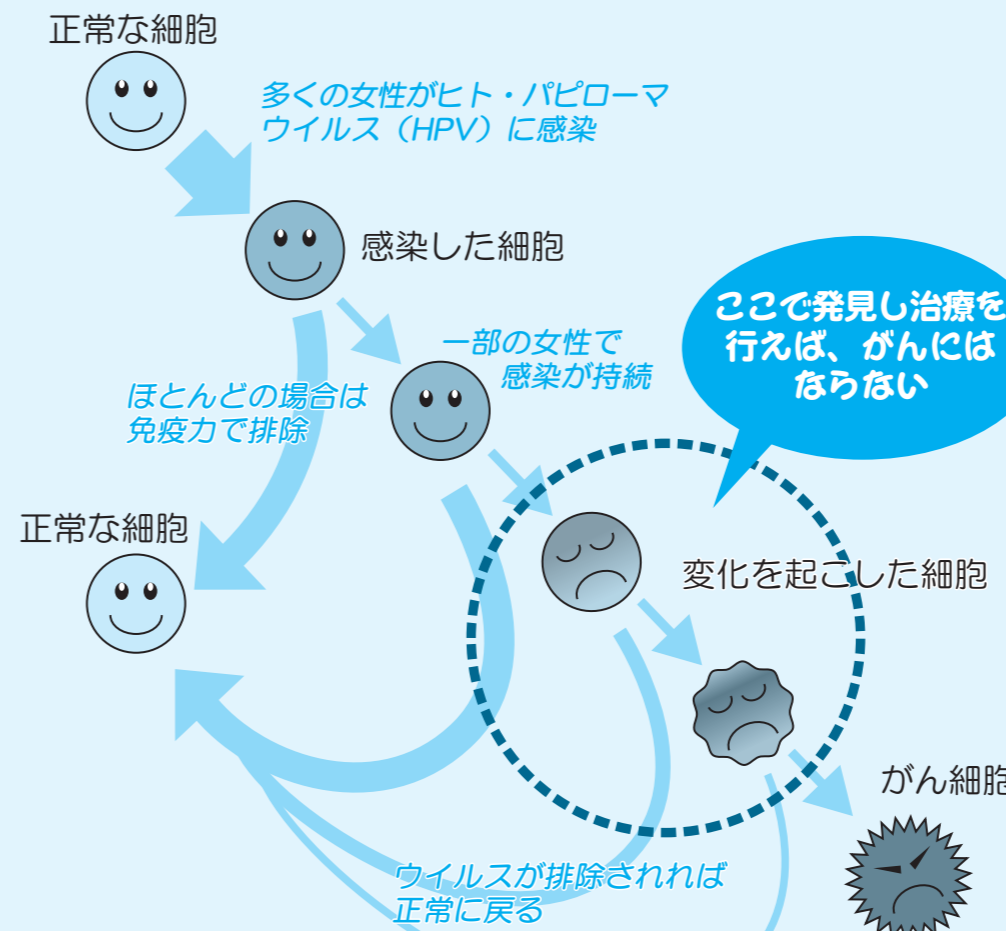 正常な細胞
多くの女性がヒト・パピローマ
ウイルス（HPV）に感染
感染した細胞
ここで発見し治療を
行えば、がんには
ならない
一部の女性で
感染が持続
ほとんどの場合は
免疫力で排除
正常な細胞
変化を起こした細胞
がん細胞
ウイルスが排除されれば
正常に戻る